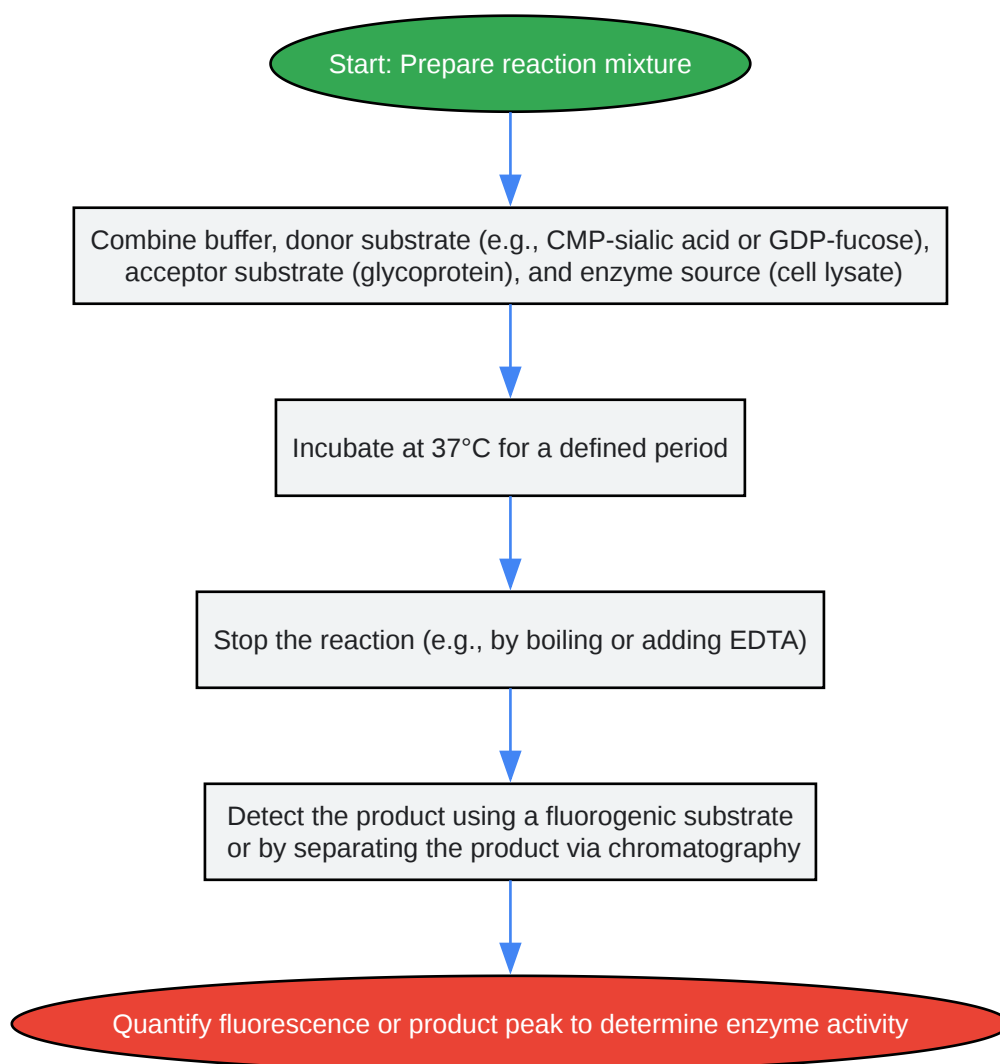 Start: Prepare reaction mixture
Combine buffer, donor substrate (e.g., CMP-sialic acid or GDP-fucose),
acceptor substrate (glycoprotein), and enzyme source (cell lysate)
Incubate at 37°C for a defined period
Stop the reaction (e.g., by boiling or adding EDTA)
Detect the product using a fluorogenic substrate
or by separating the product via chromatography
Quantify fluorescence or product peak to determine enzyme activity